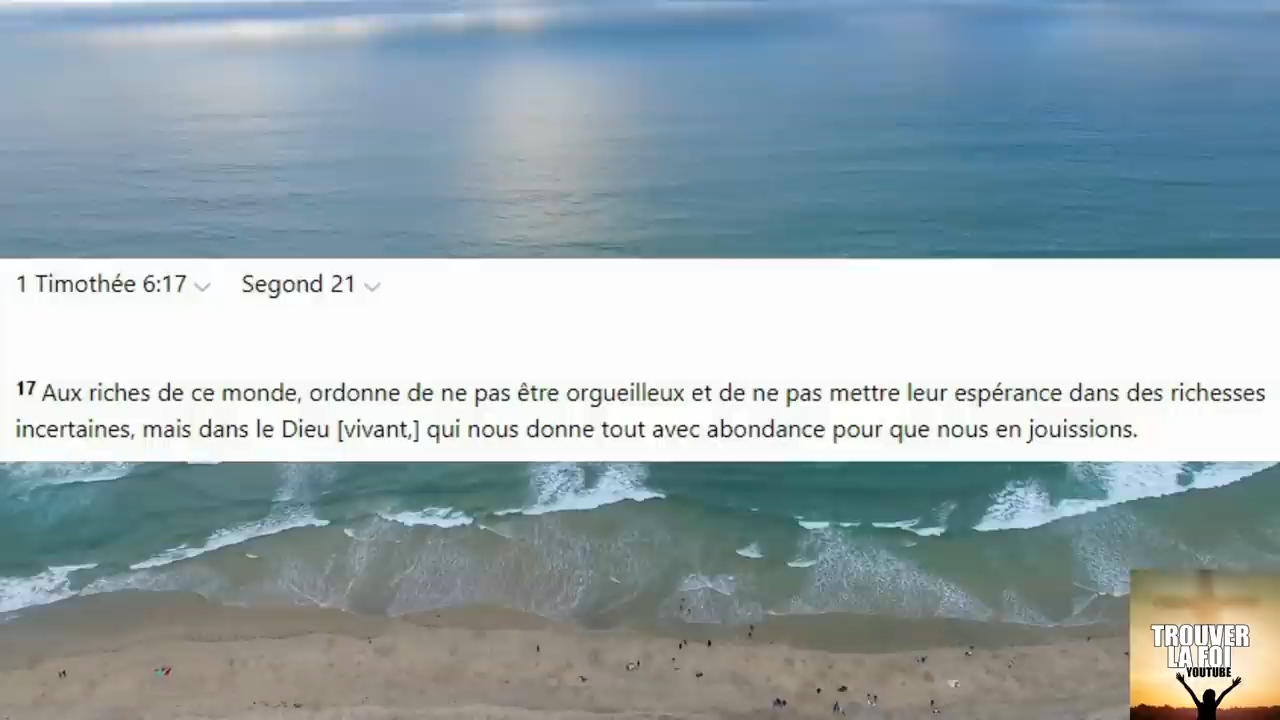 1 Timothée 6:17 Segond 21
17 Aux riches de ce monde, ordonne de ne pas être orgueilleux et de ne pas mettre leur espérance dans des richesses
incertaines, mais dans le Dieu [vivant,] qui nous donne tout avec abondance pour que nous en jouissions.
TROUVER
LA FOI
YOUTUBE